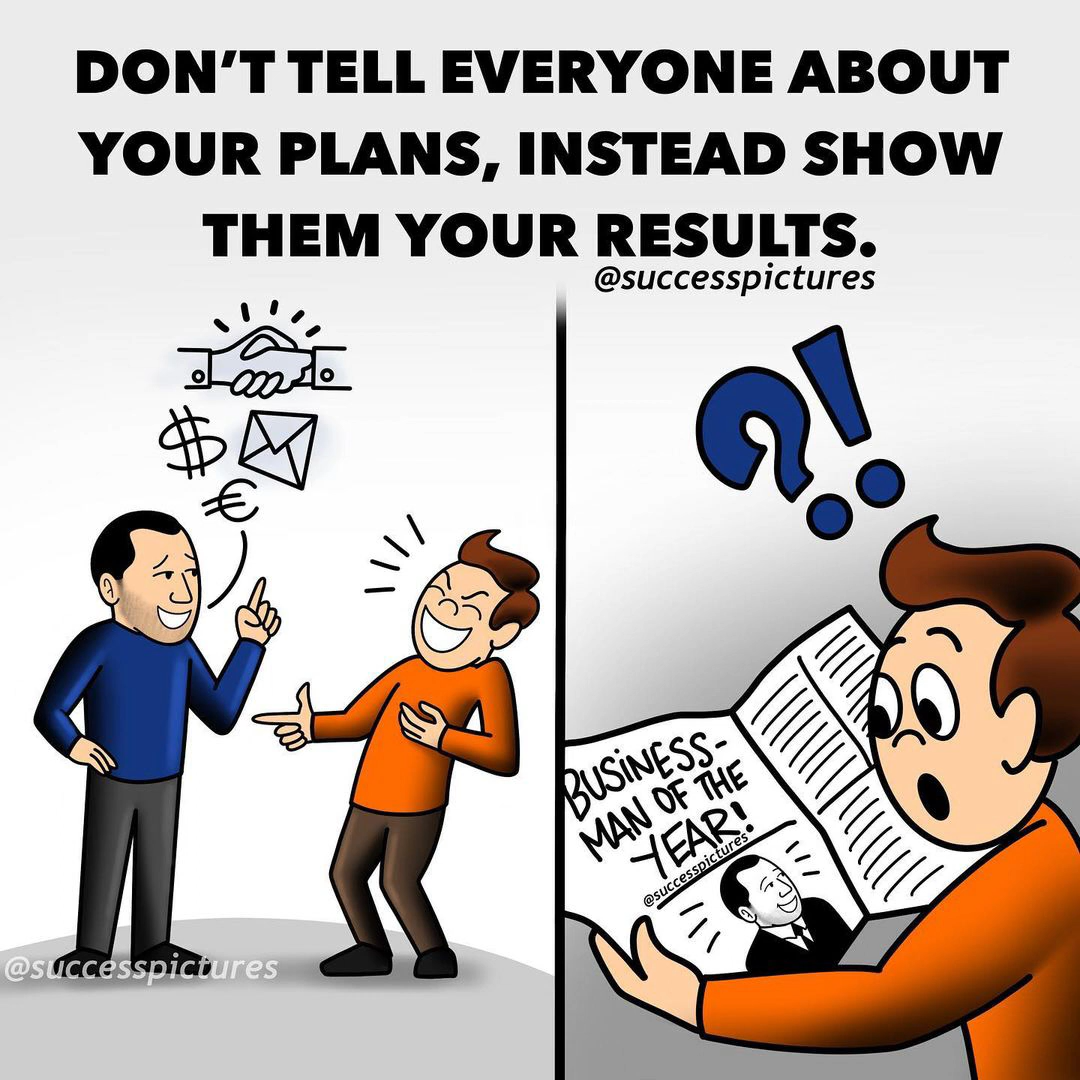 DON'T TELL EVERYONE ABOUT
YOUR PLANS, INSTEAD SHOW
THEM YOUR RESULTS.
@successpictures
$
€
?!
BUSINESS-
MAN OF THE
YEAR!
@successpictures
@successpictures